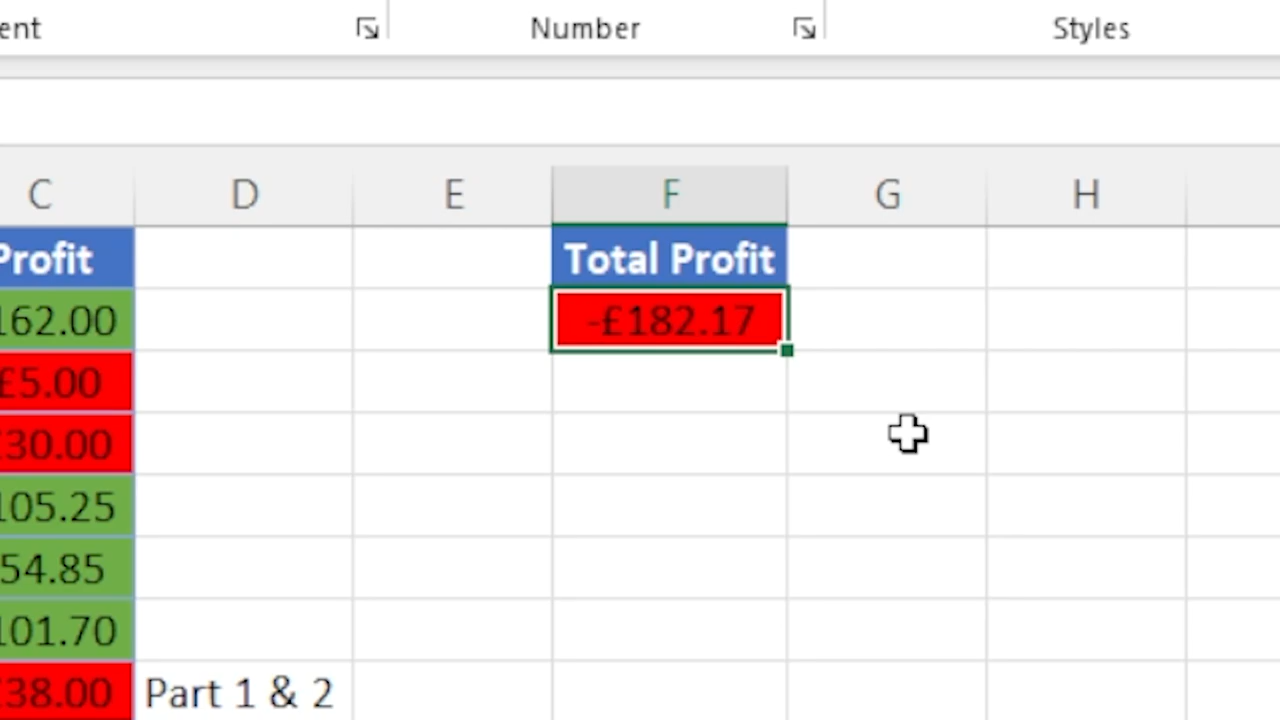 ent Number Styles
C D E F G H
Profit Total Profit
162.00 -£182.17
£5.00
£30.00
105.25
54.85
101.70
£38.00 Part 1 & 2